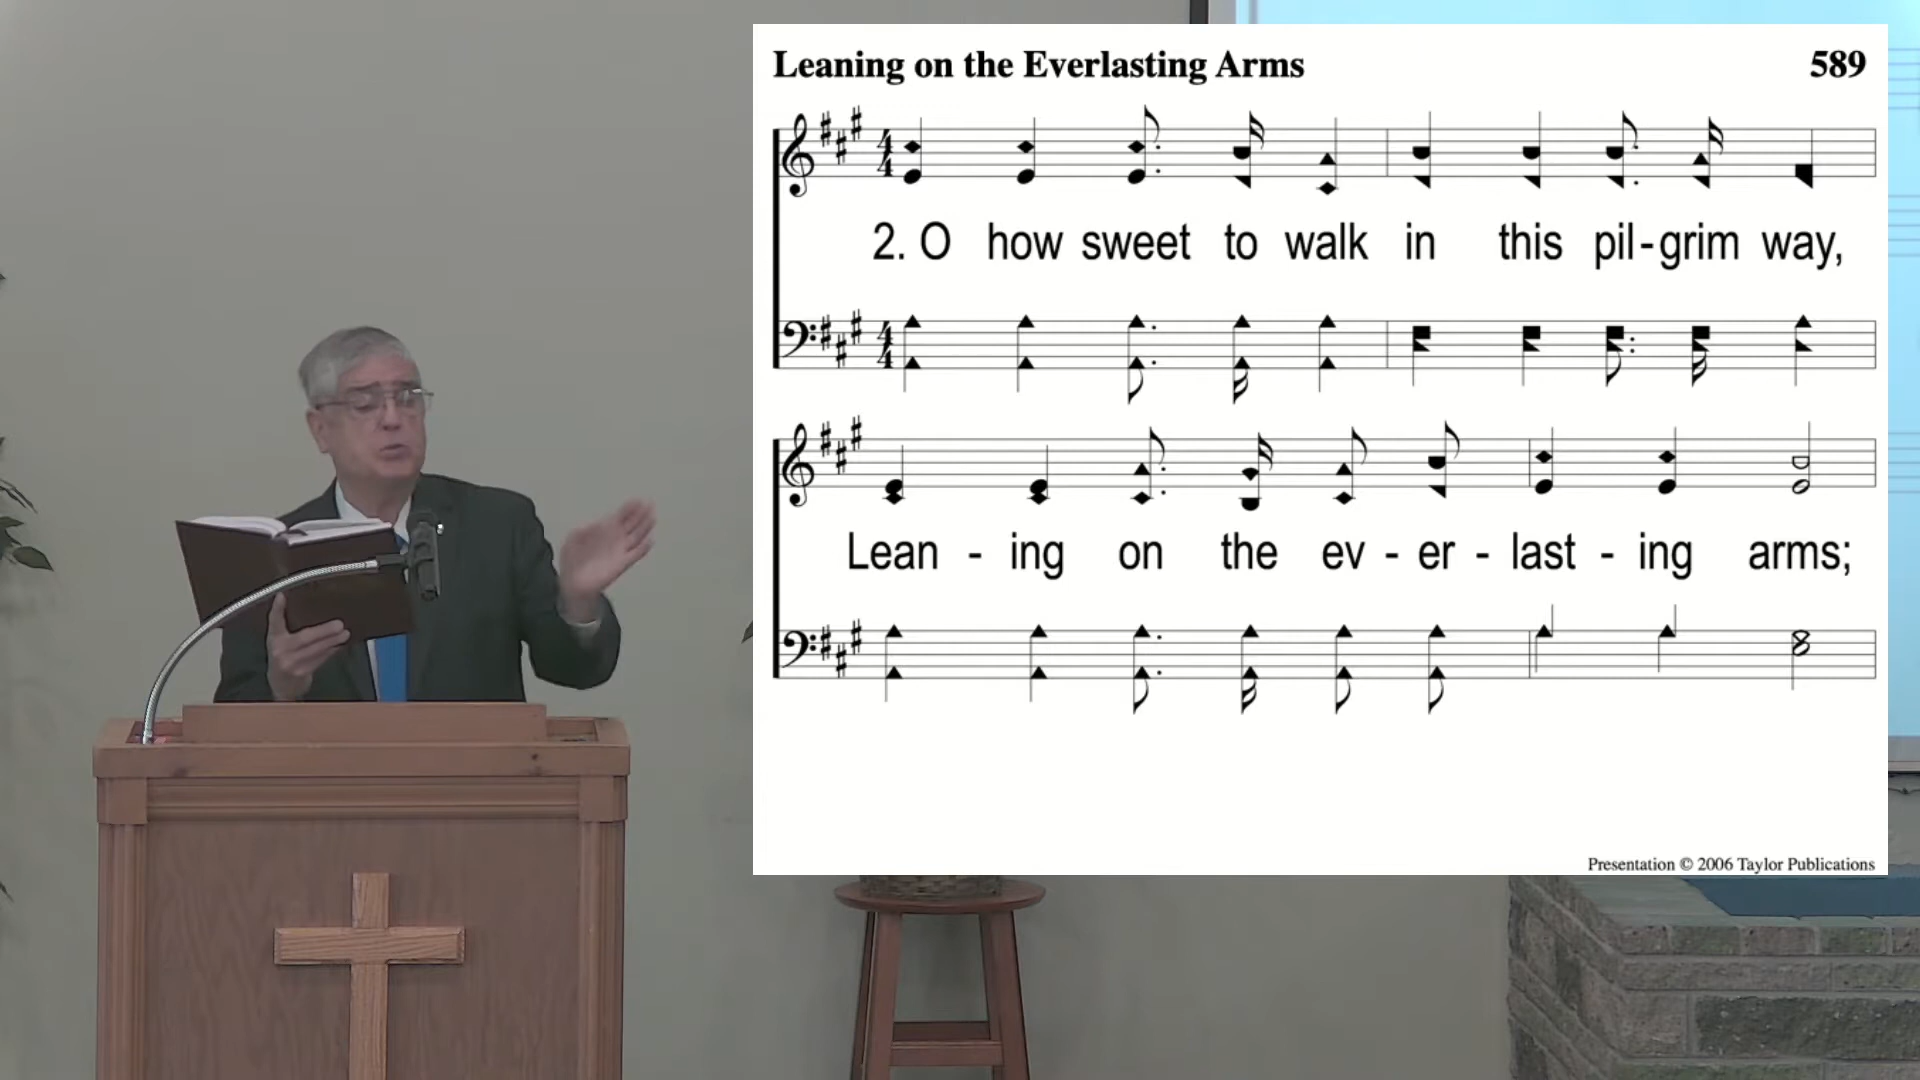 Leaning on the Everlasting Arms 589
2. O how sweet to walk in this pil-grim way,
Lean - ing on the ev - er - last - ing arms;
Presentation © 2006 Taylor Publications